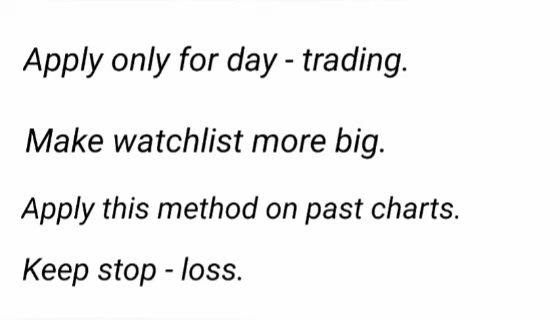 Apply only for day - trading.
Make watchlist more big.
Apply this method on past charts.
Keep stop - loss.